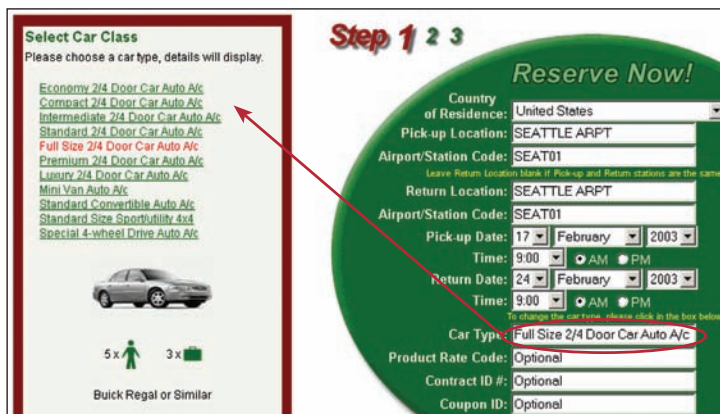 Select Car Class
Please choose a car type, details will display.
Economy 2/4 Door Car Auto A/c
Compact 2/4 Door Car Auto A/c
Intermediate 2/4 Door Car Auto A/c
Standard 2/4 Door Car Auto A/c
Full Size 2/4 Door Car Auto A/c
Premium 2/4 Door Car Auto A/c
Luxury 2/4 Door Car Auto A/c
Mini Van Auto A/c
Standard Convertible Auto A/c
Standard Size Sport/utility 4x4
Special 4-wheel Drive Auto A/c
5 x 3 x
Buick Regal or Similar
Step 1 2 3
Reserve Now!
Country
of Residence: United States
Pick-up Location: SEATTLE ARPT
Airport/Station Code: SEAT01
Leave Return Location blank if Pick-up and Return stations are the same
Return Location: SEATTLE ARPT
Airport/Station Code: SEAT01
Pick-up Date: 17 February 2003
Time: 9:00 AM PM
Return Date: 24 February 2003
Time: 9:00 AM PM
To change the car type, please click in the box below
Car Type: Full Size 2/4 Door Car Auto A/c
Product Rate Code: Optional
Contract ID #: Optional
Coupon ID: Optional